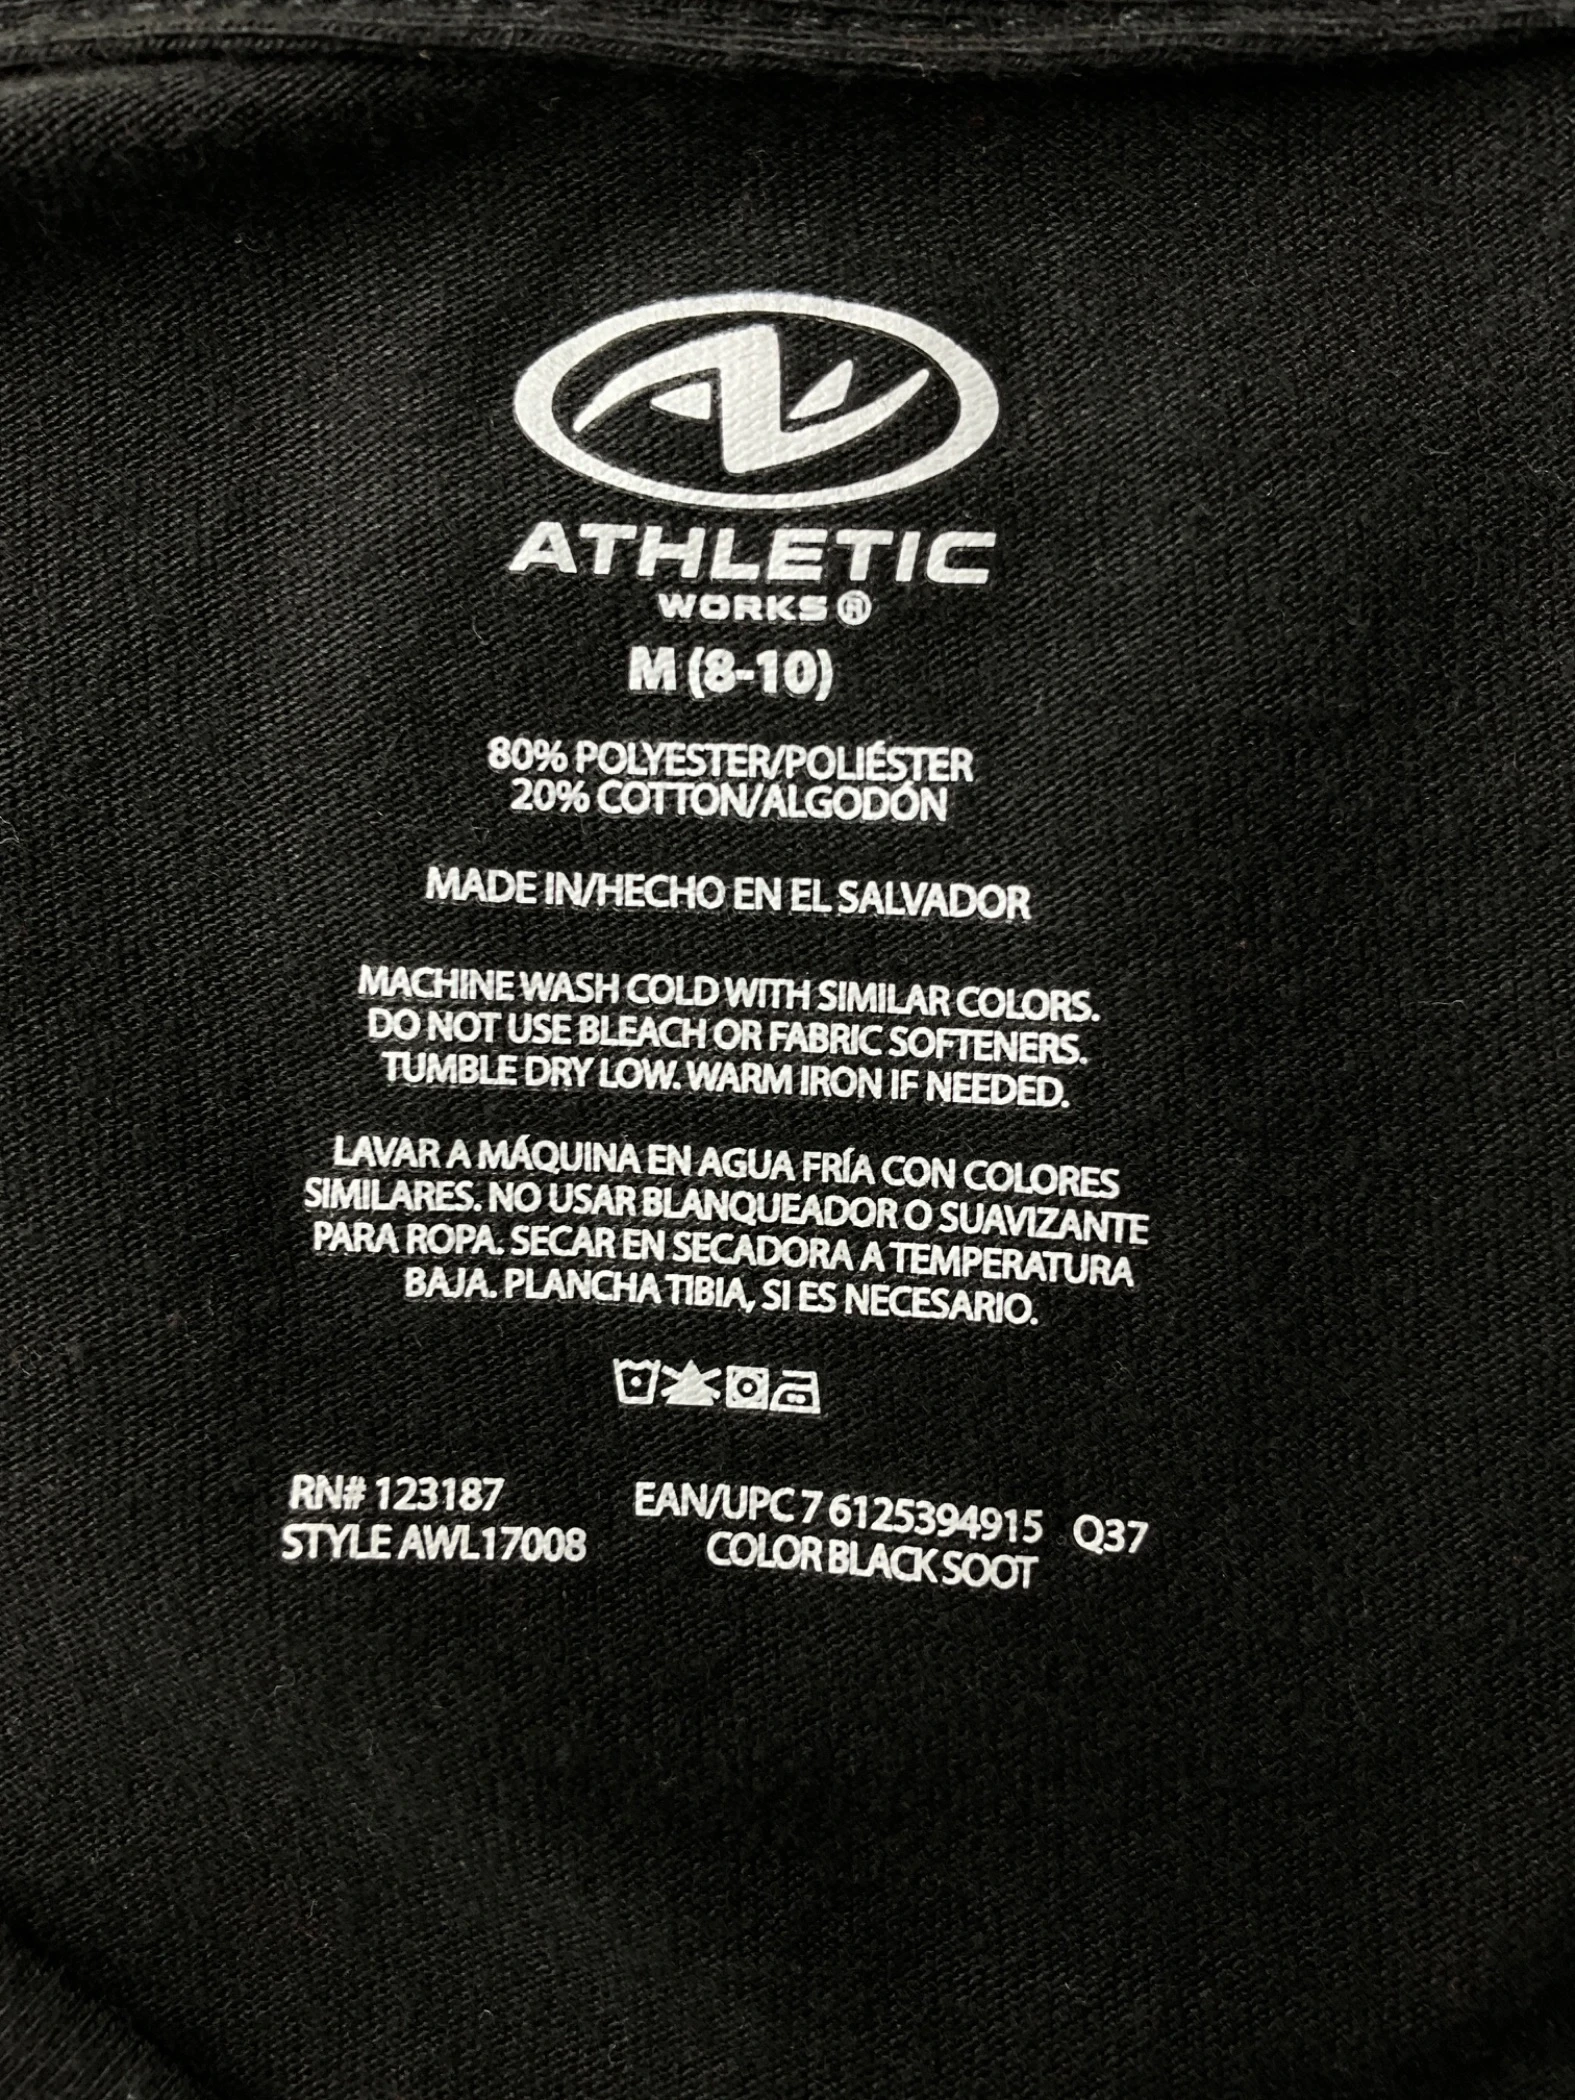 ATHLETIC
WORKS®
M (8-10)
80% POLYESTER/POLIÉSTER
20% COTTON/ALGODÓN
MADE IN/HECHO EN EL SALVADOR
MACHINE WASH COLD WITH SIMILAR COLORS.
DO NOT USE BLEACH OR FABRIC SOFTENERS.
TUMBLE DRY LOW. WARM IRON IF NEEDED.
LAVAR A MÁQUINA EN AGUA FRÍA CON COLORES
SIMILARES. NO USAR BLANQUEADOR O SUAVIZANTE
PARA ROPA. SECAR EN SECADORA A TEMPERATURA
BAJA. PLANCHA TIBIA, SI ES NECESARIO.
RN# 123187 EAN/UPC 7 6125394915 Q37
STYLE AWL17008 COLOR BLACK SOOT